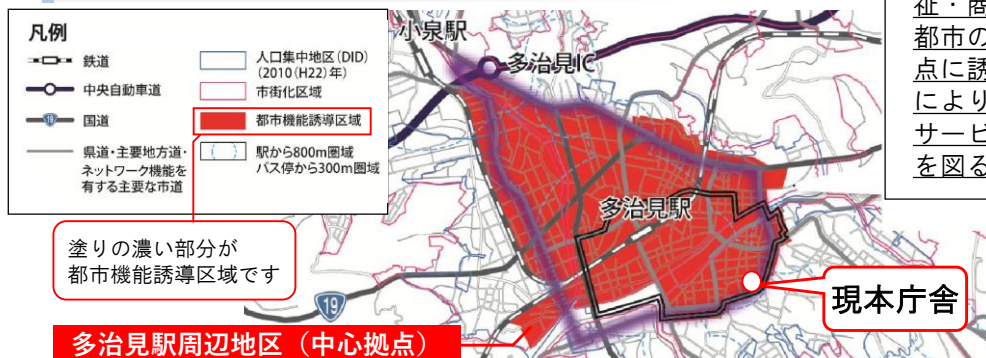 凡例
鉄道
中央自動車道
19
国道
県道・主要地方道・
ネットワーク機能を
有する主要な市道
人口集中地区(DID)
(2010(H22)年)
市街化区域
都市機能誘導区域
駅から800m圏域
バス停から300m圏域
塗りの濃い部分が
都市機能誘導区域です
小泉駅
多治見IC
多治見駅
19
現本庁舎
多治見駅周辺地区（中心拠点）
祉・商
都市の
点に誘
により
サービ
を図る